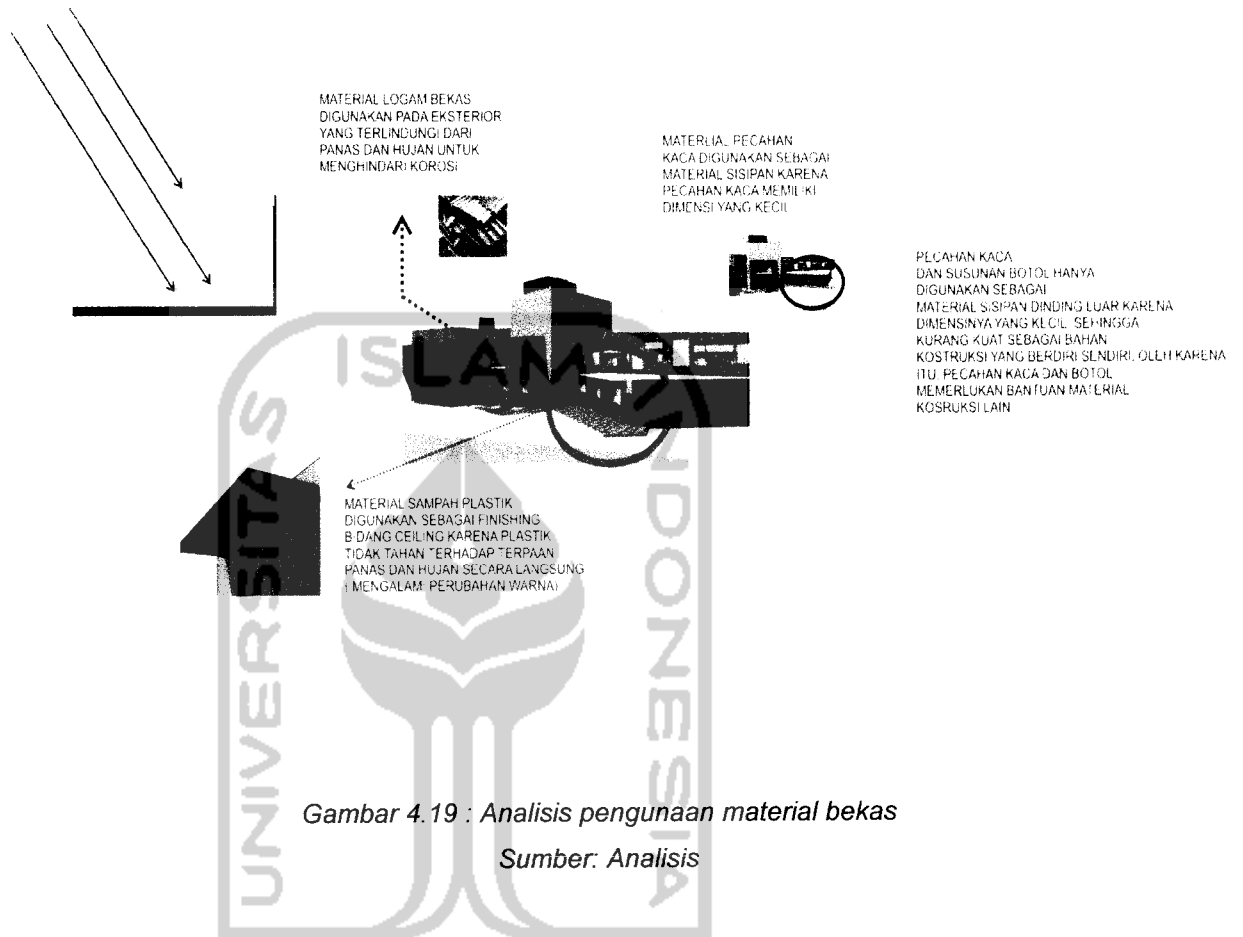 MATERIAL LOGAM BEKAS
DIGUNAKAN PADA EKSTERIOR
YANG TERLINDUNGI DARI
PANAS DAN HUJAN UNTUK
MENGHINDARI KOROSI
MATERLIAL PECAHAN
KACA DIGUNAKAN SEBAGAI
MATERIAL SISIPAN KARENA
PECAHAN KACA MEMILIKI
DIMENSI YANG KECIL
PECAHAN KACA
DAN SUSUNAN BOTOL HANYA
DIGUNAKAN SEBAGAI
MATERIAL SISIPAN DINDING LUAR KARENA
DIMENSINYA YANG KECIL, SEHINGGA
KURANG KUAT SEBAGAI BAHAN
KOSTRUKSI YANG BERDIRI SENDIRI, OLEH KARENA
ITU, PECAHAN KACA DAN BOTOL
MEMERLUKAN BANTUAN MATERIAL
KOSRUKSI LAIN
MATERIAL SAMPAH PLASTIK
DIGUNAKAN SEBAGAI FINISHING
BIDANG CEILING KARENA PLASTIK
TIDAK TAHAN TERHADAP TERPAAN
PANAS DAN HUJAN SECARA LANGSUNG
( MENGALAMI PERUBAHAN WARNA)
Gambar 4.19 : Analisis pengunaan material bekas
Sumber: Analisis
UNIVERSITAS
ISLAM
INDONESIA